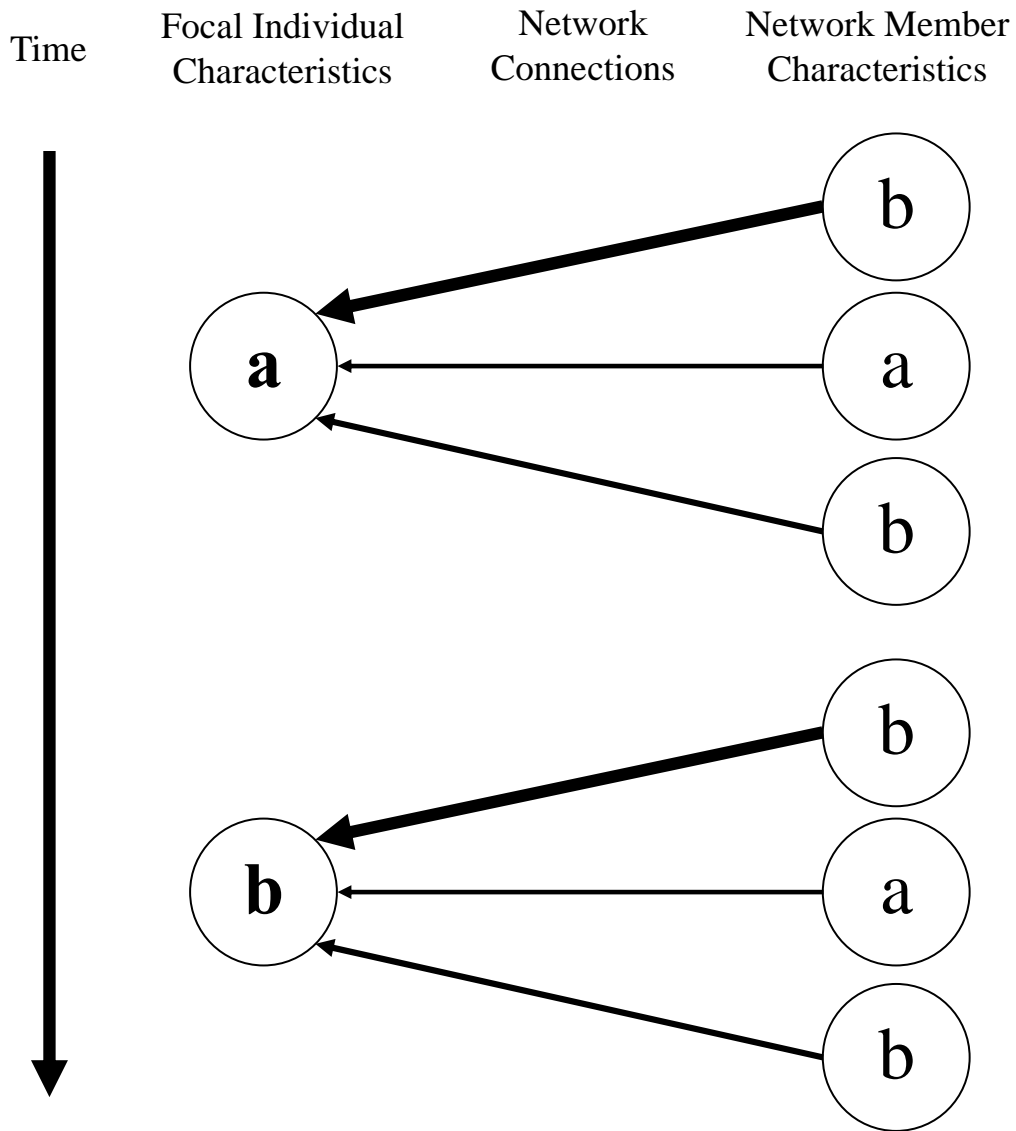 Time
Focal Individual
Characteristics
Network
Connections
Network Member
Characteristics
b
a
a
b
b
b
a
b